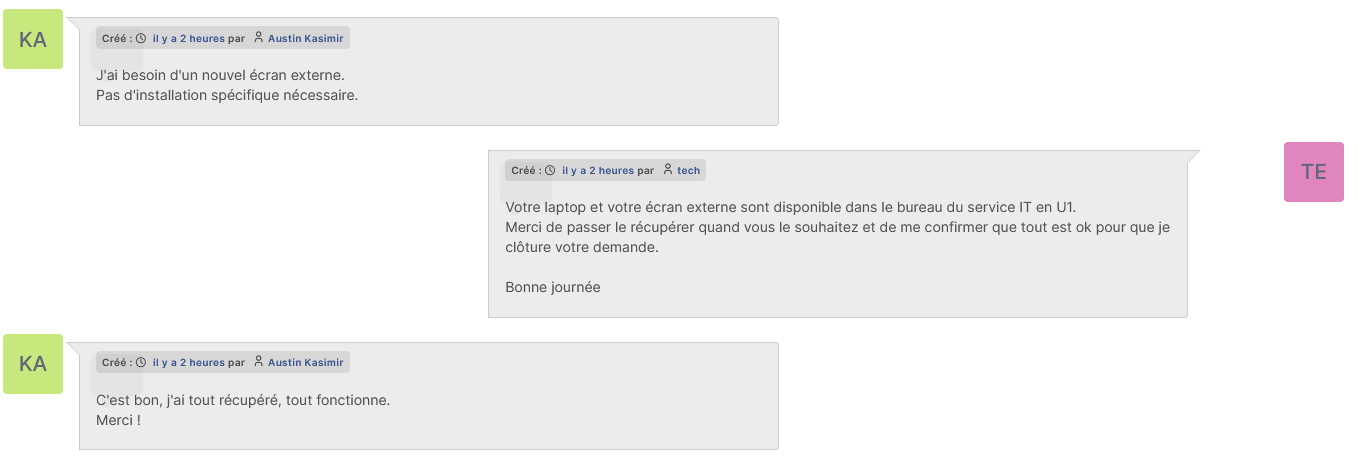 KA
Créé : il y a 2 heures par Austin Kasimir
J'ai besoin d'un nouvel écran externe.
Pas d'installation spécifique nécessaire.
Créé : il y a 2 heures par tech
TE
Votre laptop et votre écran externe sont disponible dans le bureau du service IT en U1.
Merci de passer le récupérer quand vous le souhaitez et de me confirmer que tout est ok pour que je
clôture votre demande.
Bonne journée
KA
Créé : il y a 2 heures par Austin Kasimir
C'est bon, j'ai tout récupéré, tout fonctionne.
Merci !